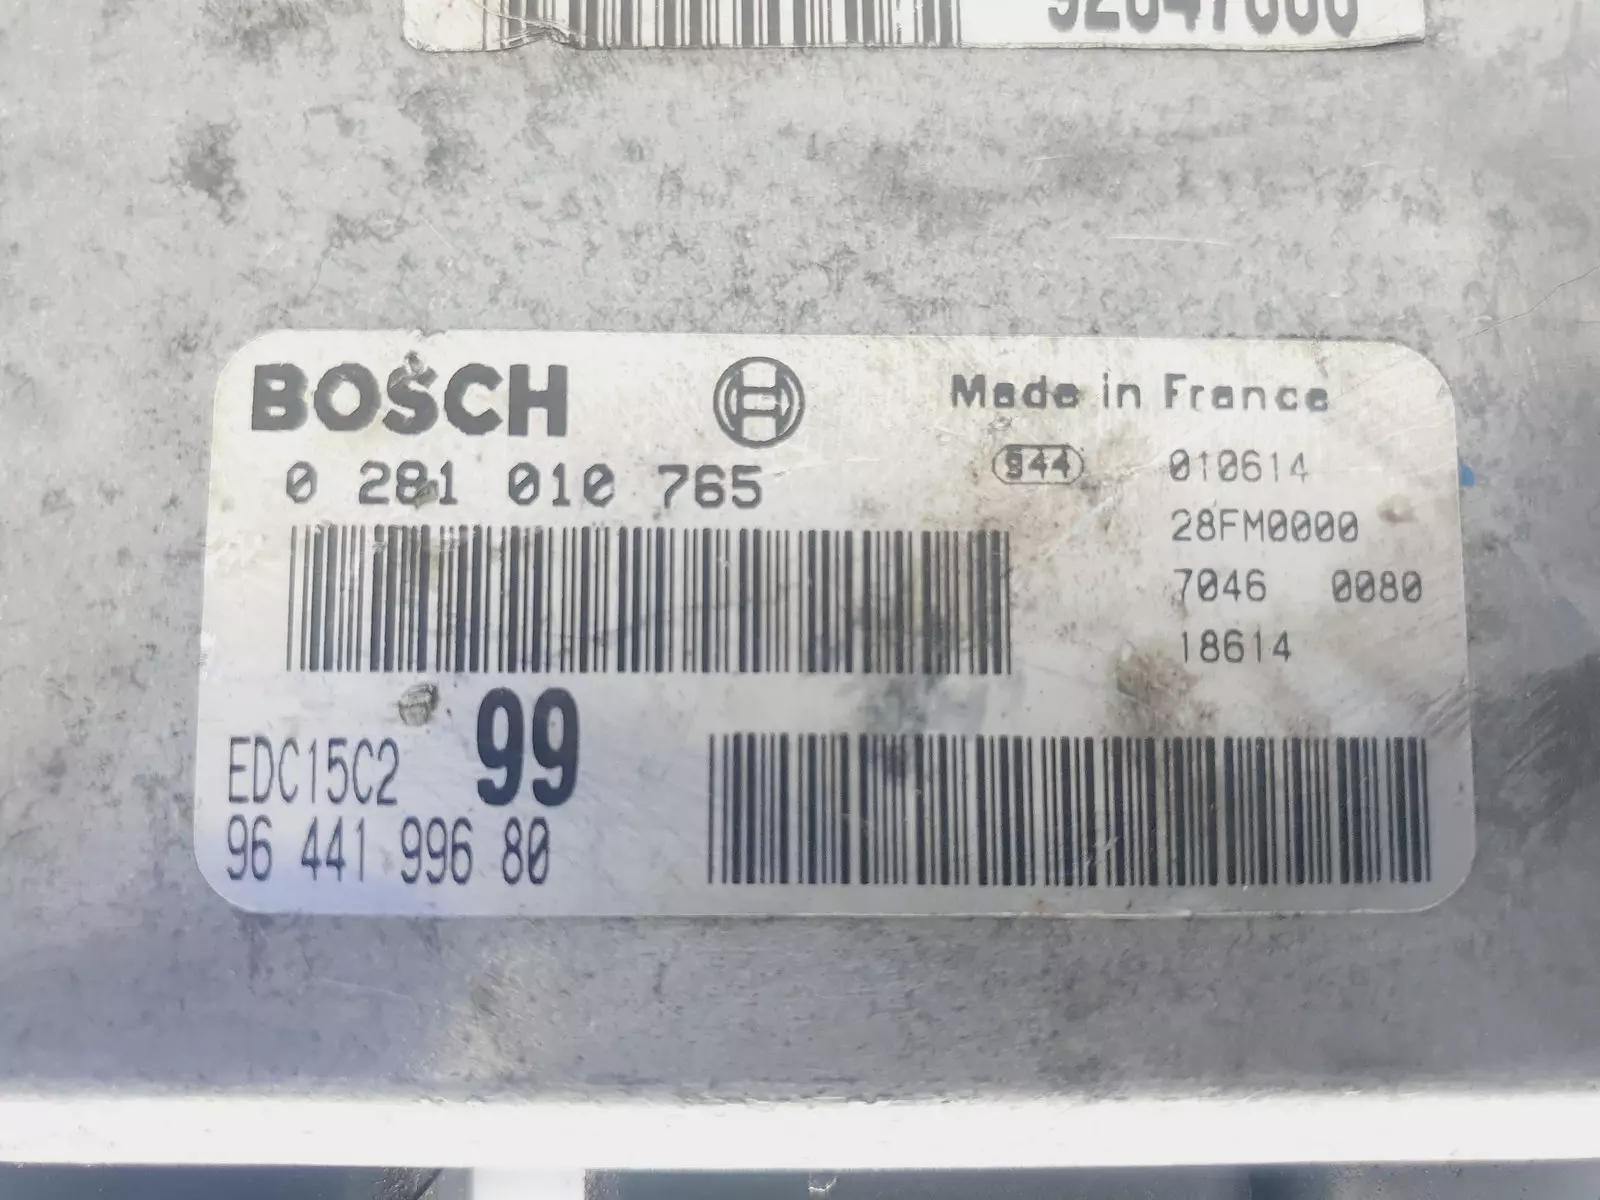 BOSCH
Made in France
0 281 010 765
944
010614
28FM0000
7046 0080
18614
EDC15C2 99
96 441 996 80